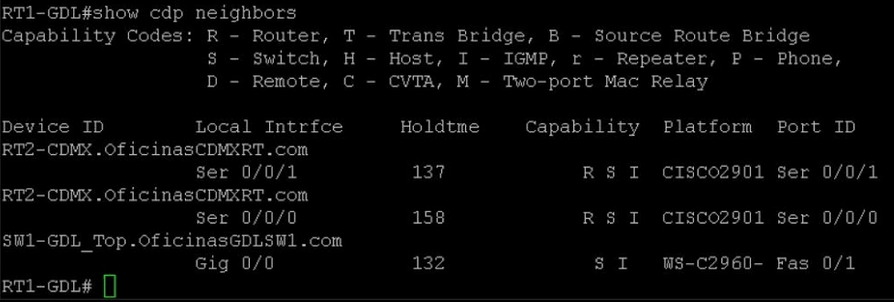 RT1-GDL#show cdp neighbors
Capability Codes: R - Router, T - Trans Bridge, B - Source Route Bridge
                  S - Switch, H - Host, I - IGMP, r - Repeater, P - Phone,
                  D - Remote, C - CVTA, M - Two-port Mac Relay
Device ID        Local Intrfce     Holdtme    Capability  Platform  Port ID
RT2-CDMX.OficinasCDMXRT.com
                 Ser 0/0/1         137             R S I  CISCO2901 Ser 0/0/1
RT2-CDMX.OficinasCDMXRT.com
                 Ser 0/0/0         158             R S I  CISCO2901 Ser 0/0/0
SW1-GDL_Top.OficinasGDLSW1.com
                 Gig 0/0           132              S I   WS-C2960- Fas 0/1
RT1-GDL#